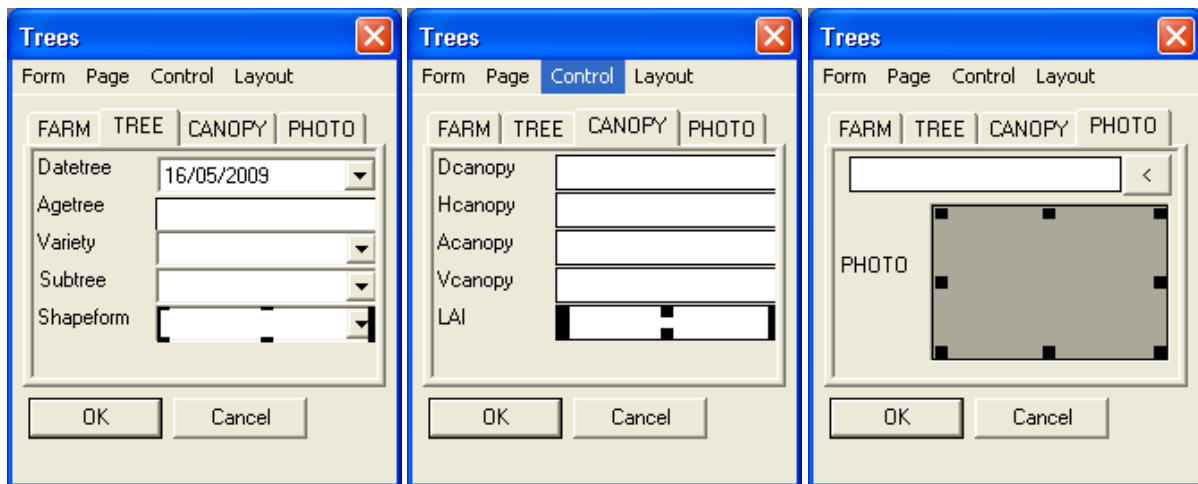 Trees
Form Page Control Layout
FARM TREE CANOPY PHOTO
Datetree 16/05/2009
Agetree
Variety
Subtree
Shapeform
OK Cancel
Trees
Form Page Control Layout
FARM TREE CANOPY PHOTO
Dcanopy
Hcanopy
Acanopy
Vcanopy
LAI
OK Cancel
Trees
Form Page Control Layout
FARM TREE CANOPY PHOTO
<
PHOTO
OK Cancel